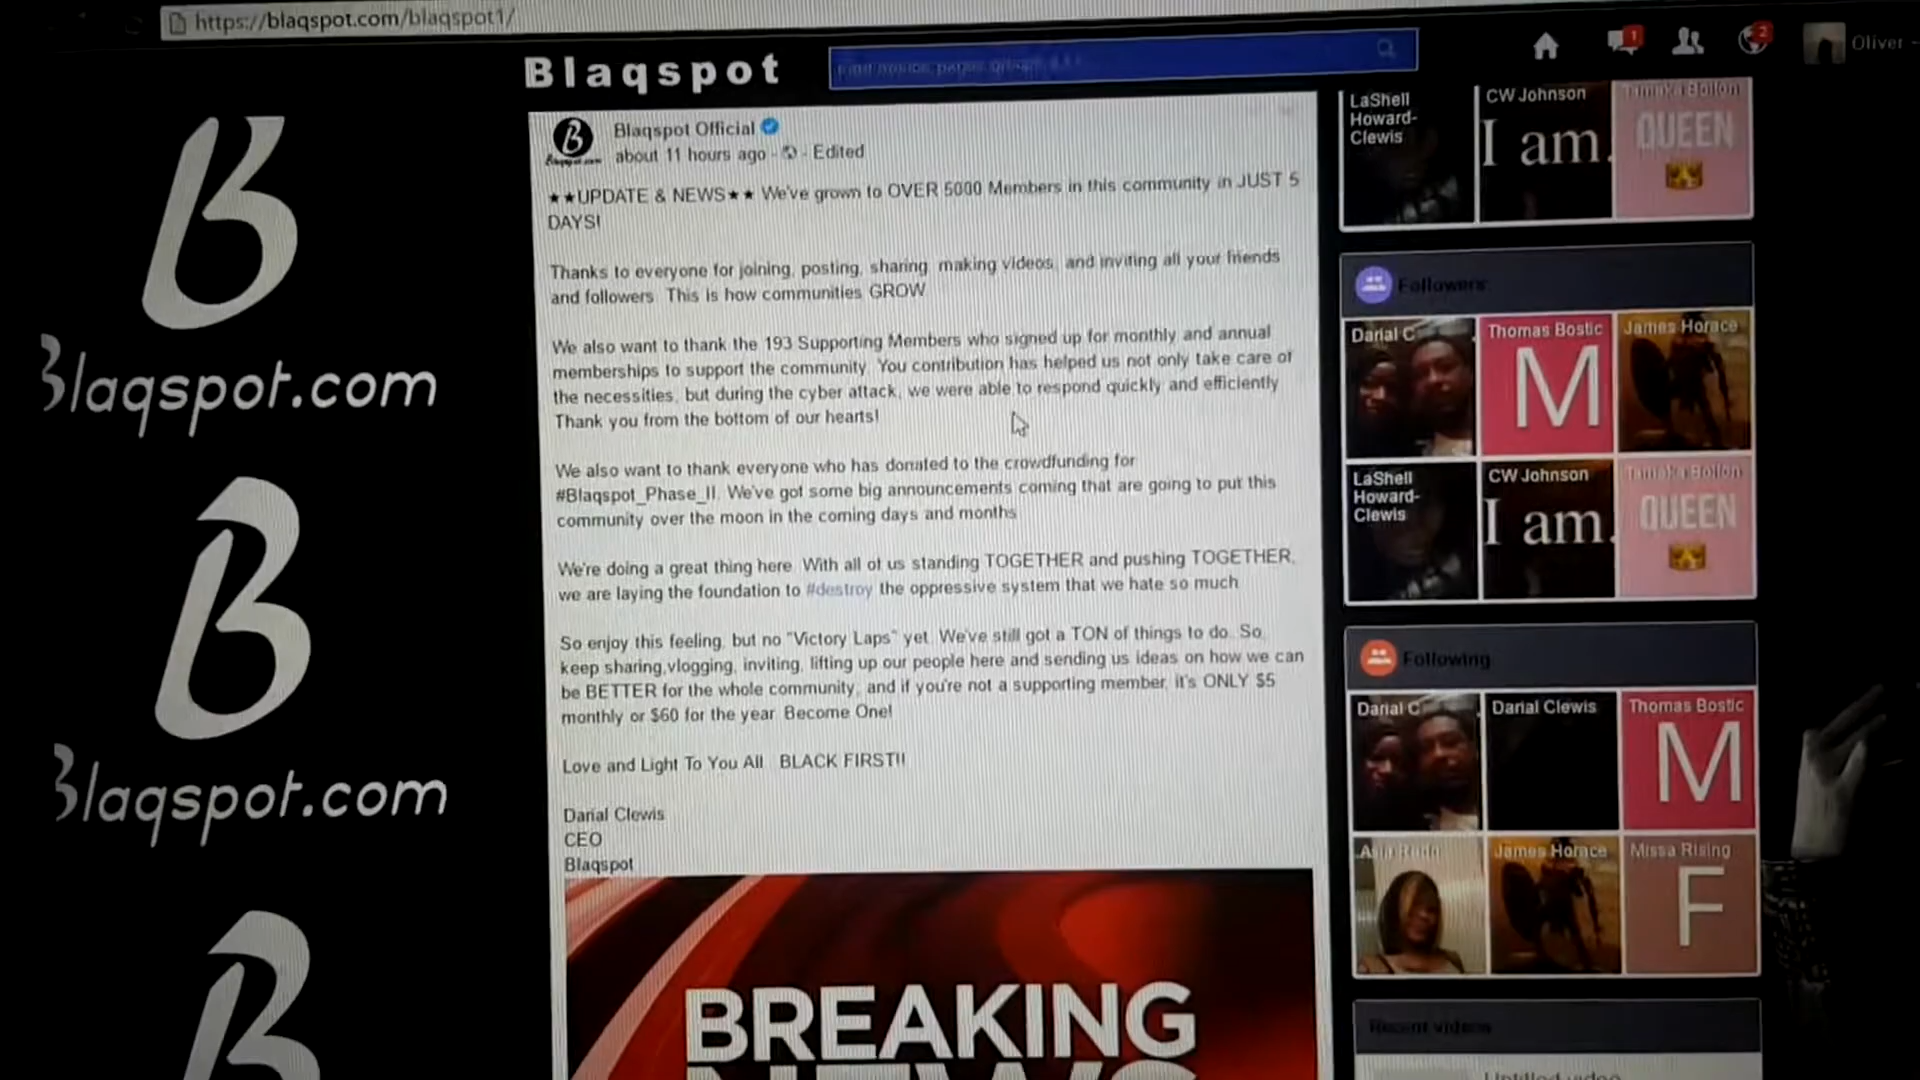 https://blaqspot.com/blaqspot1/
Blaqspot
1
2
Oliver
B
Blaqspot.com
B
Blaqspot.com
Blaqspot Official
about 11 hours ago - Edited
★★UPDATE & NEWS★★ We've grown to OVER 5000 Members in this community in JUST 5
DAYS!
Thanks to everyone for joining, posting, sharing, making videos, and inviting all your friends
and followers. This is how communities GROW
We also want to thank the 193 Supporting Members who signed up for monthly and annual
memberships to support the community. You contribution has helped us not only take care of
the necessities, but during the cyber attack, we were able to respond quickly and efficiently
Thank you from the bottom of our hearts!
We also want to thank everyone who has donated to the crowdfunding for
#Blaqspot_Phase_II. We've got some big announcements coming that are going to put this
community over the moon in the coming days and months
We're doing a great thing here. With all of us standing TOGETHER and pushing TOGETHER,
we are laying the foundation to #destroy the oppressive system that we hate so much
So enjoy this feeling, but no "Victory Laps" yet. We've still got a TON of things to do. So,
keep sharing,vlogging, inviting, lifting up our people here and sending us ideas on how we can
be BETTER for the whole community, and if you're not a supporting member, it's ONLY $5
monthly or $60 for the year. Become One!
Love and Light To You All. BLACK FIRST!!
Darial Clewis
CEO
Blaqspot
BREAKING
NEWS
LaShell
Howard-
Clewis
CW Johnson
I am.
QUEEN
Followers
Darial C
Thomas Bostic
M
James Horace
LaShell
Howard-
Clewis
CW Johnson
I am.
QUEEN
Following
Darial C
Darial Clewis
Thomas Bostic
M
James Horace
Missa Rising
F
Recent videos
Untitled video